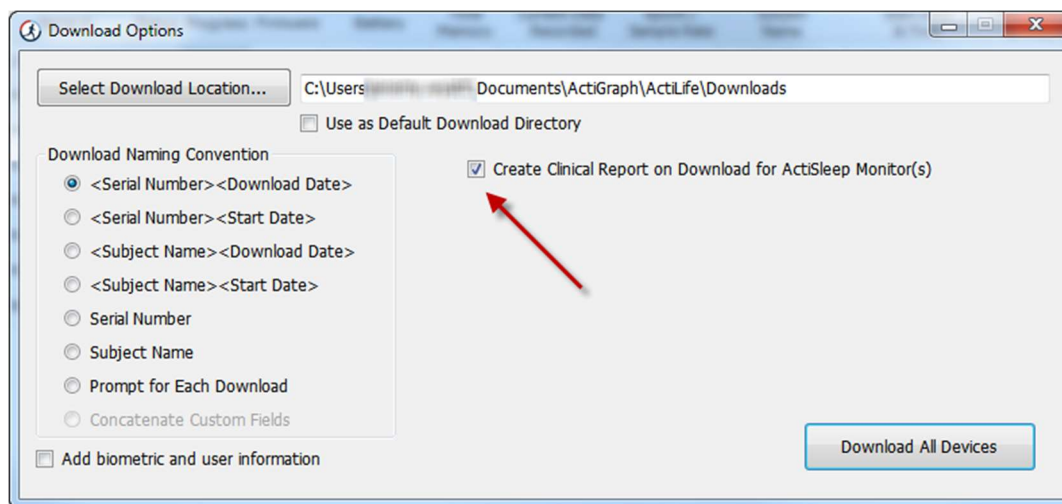 Download Options
Select Download Location...
C:\Users
Documents\ActiGraph\ActiLife\Downloads
Use as Default Download Directory
Download Naming Convention
<Serial Number><Download Date>
<Serial Number><Start Date>
<Subject Name><Download Date>
<Subject Name><Start Date>
Serial Number
Subject Name
Prompt for Each Download
Concatenate Custom Fields
Create Clinical Report on Download for ActiSleep Monitor(s)
Add biometric and user information
Download All Devices